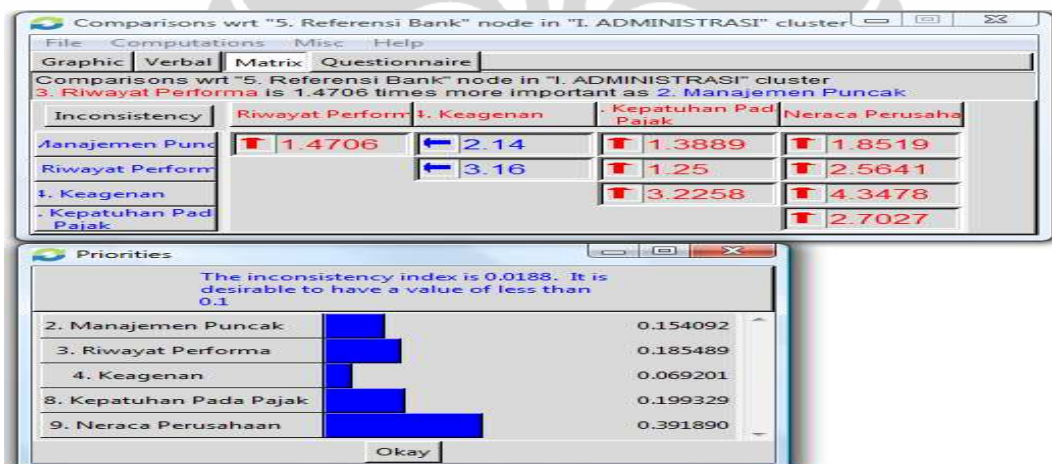 Comparisons wrt "5. Referensi Bank" node in "I. ADMINISTRASI" cluster
File Computations Misc Help
Graphic Verbal Matrix Questionnaire
Comparisons wrt "5. Referensi Bank" node in "I. ADMINISTRASI" cluster
3. Riwayat Performa is 1.4706 times more important as 2. Manajemen Puncak
Inconsistency Riwayat Perform 4. Keagenan . Kepatuhan Pad Pajak Neraca Perusaha
Manajemen Punc 1.4706 2.14 1.3889 1.8519
Riwayat Perform 3.16 1.25 2.5641
4. Keagenan 3.2258 4.3478
. Kepatuhan Pad 2.7027
Pajak
Priorities
The inconsistency index is 0.0188. It is
desirable to have a value of less than
0.1
2. Manajemen Puncak 0.154092
3. Riwayat Performa 0.185489
4. Keagenan 0.069201
8. Kepatuhan Pada Pajak 0.199329
9. Neraca Perusahaan 0.391890
Okay